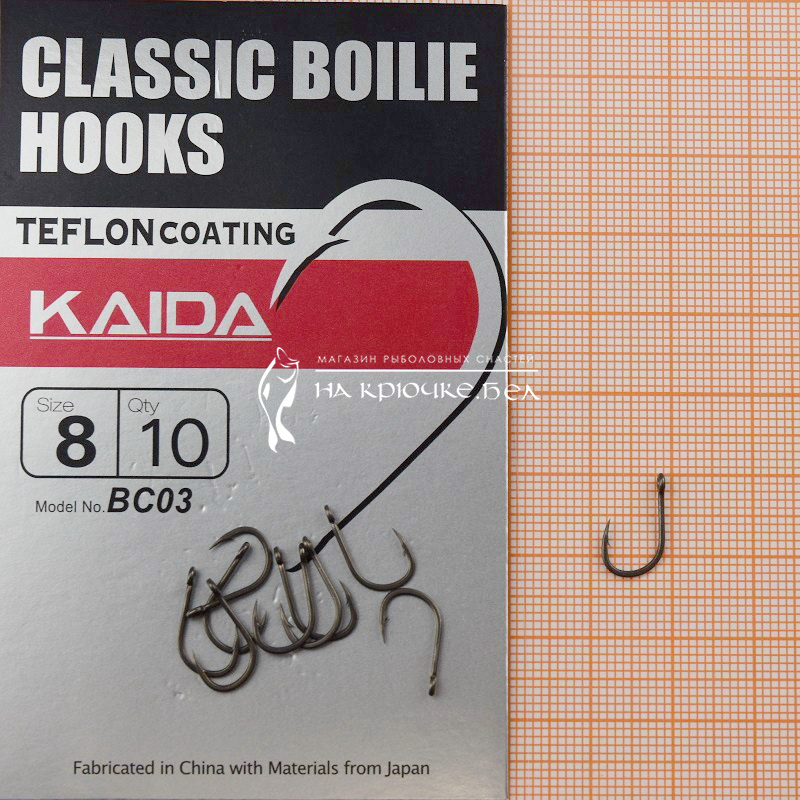 CLASSIC BOILIE
HOOKS
TEFLON COATING
KAIDA
МАГАЗИН РЫБОЛОВНЫХ СНАСТЕЙ
НА КРЮЧКЕ.БЕЛ
Size
8
Qty
10
Model No. BC03
Fabricated in China with Materials from Japan